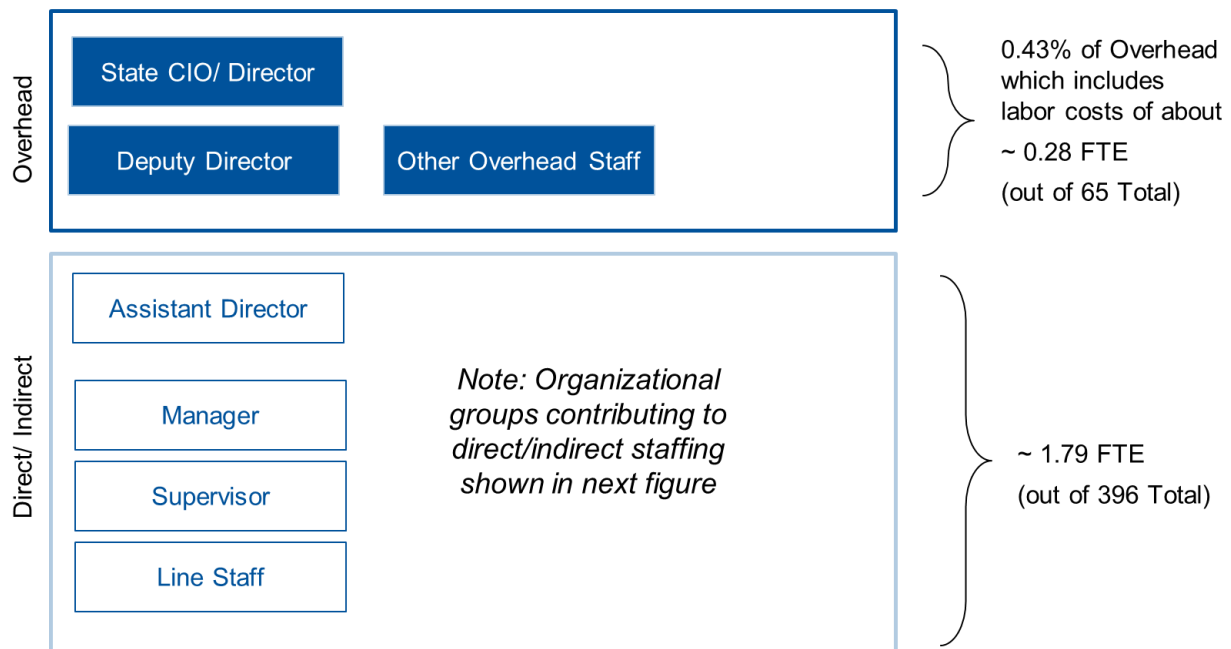 Overhead
State CIO/ Director
Deputy Director
Other Overhead Staff
0.43% of Overhead
which includes
labor costs of about
~ 0.28 FTE
(out of 65 Total)
Direct/ Indirect
Assistant Director
Manager
Supervisor
Line Staff
Note: Organizational
groups contributing to
direct/indirect staffing
shown in next figure
~ 1.79 FTE
(out of 396 Total)